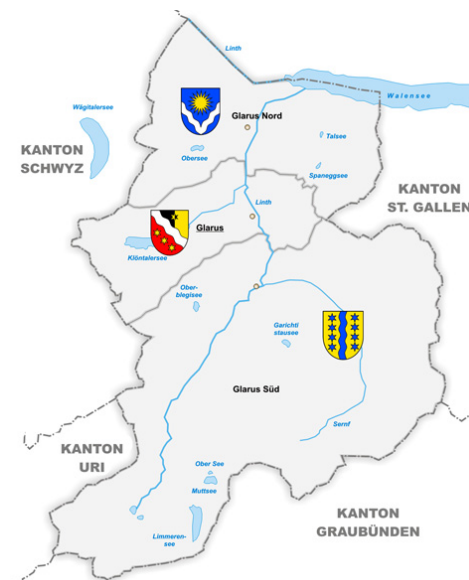 Linth
Walensee
Wägitalersee
Glarus Nord
Talsee
KANTON
SCHWYZ
Obersee
Spaneggsee
KANTON
ST. GALLEN
Linth
Glarus
Klöntalersee
Ober-
blegisee
Garichti
stausee
Glarus Süd
Sernf
KANTON
URI
Ober See
Muttsee
Limmeren-
see
KANTON
GRAUBÜNDEN